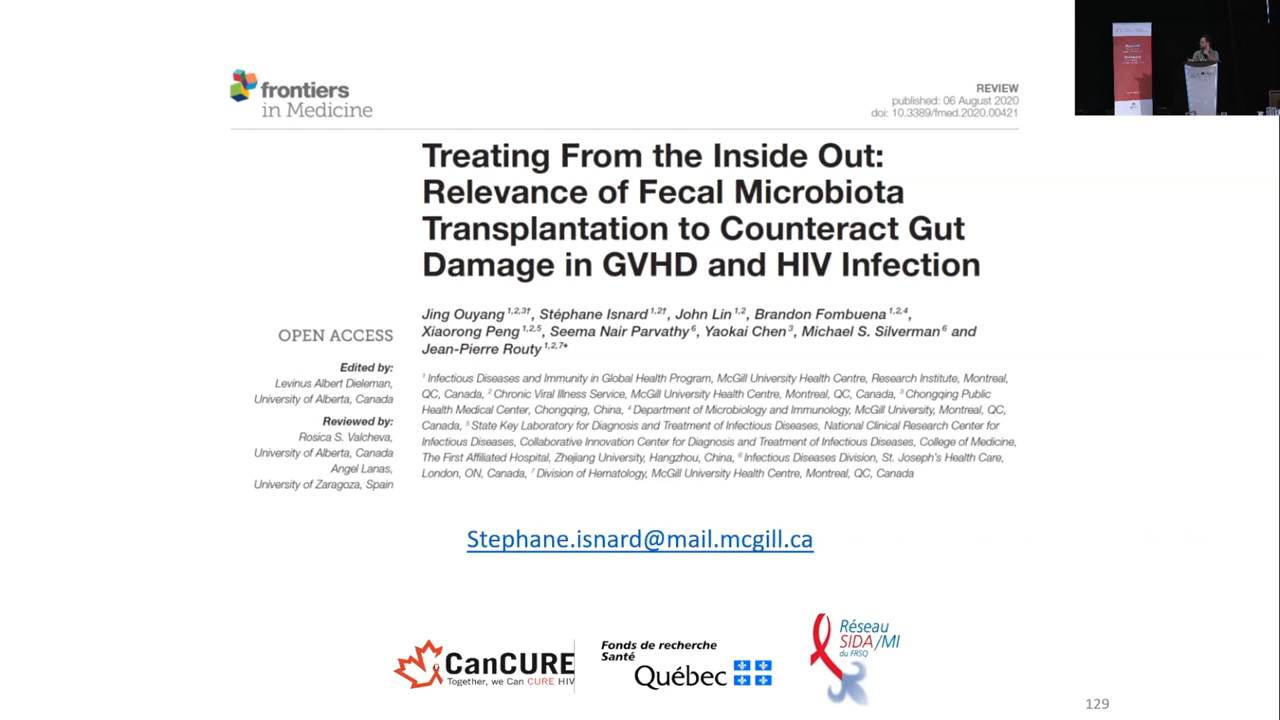 frontiers
in Medicine
REVIEW
published: 06 August 2020
doi: 10.3389/fmed.2020.00421
Treating From the Inside Out:
Relevance of Fecal Microbiota
Transplantation to Counteract Gut
Damage in GVHD and HIV Infection
Jing Ouyang 1,2,3†, Stéphane Isnard 1,2†, John Lin 1,2, Brandon Fombuena 1,2,4,
Xiaorong Peng 1,2,5, Seema Nair Parvathy 6, Yaokai Chen 3, Michael S. Silverman 6 and
Jean-Pierre Routy 1,2,7*
OPEN ACCESS
Edited by:
Levinus Albert Dieleman,
University of Alberta, Canada
Reviewed by:
Rosica S. Valcheva,
University of Alberta, Canada
Angel Lanas,
University of Zaragoza, Spain
1 Infectious Diseases and Immunity in Global Health Program, McGill University Health Centre, Research Institute, Montreal,
QC, Canada, 2 Chronic Viral Illness Service, McGill University Health Centre, Montreal, QC, Canada, 3 Chongqing Public
Health Medical Center, Chongqing, China, 4 Department of Microbiology and Immunology, McGill University, Montreal, QC,
Canada, 5 State Key Laboratory for Diagnosis and Treatment of Infectious Diseases, National Clinical Research Center for
Infectious Diseases, Collaborative Innovation Center for Diagnosis and Treatment of Infectious Diseases, College of Medicine,
The First Affiliated Hospital, Zhejiang University, Hangzhou, China, 6 Infectious Diseases Division, St. Joseph's Health Care,
London, ON, Canada, 7 Division of Hematology, McGill University Health Centre, Montreal, QC, Canada
Stephane.isnard@mail.mcgill.ca
CanCURE
Together, we Can CURE HIV
Fonds de recherche
Santé
Québec
Réseau
SIDA/MI
du FRSQ
129